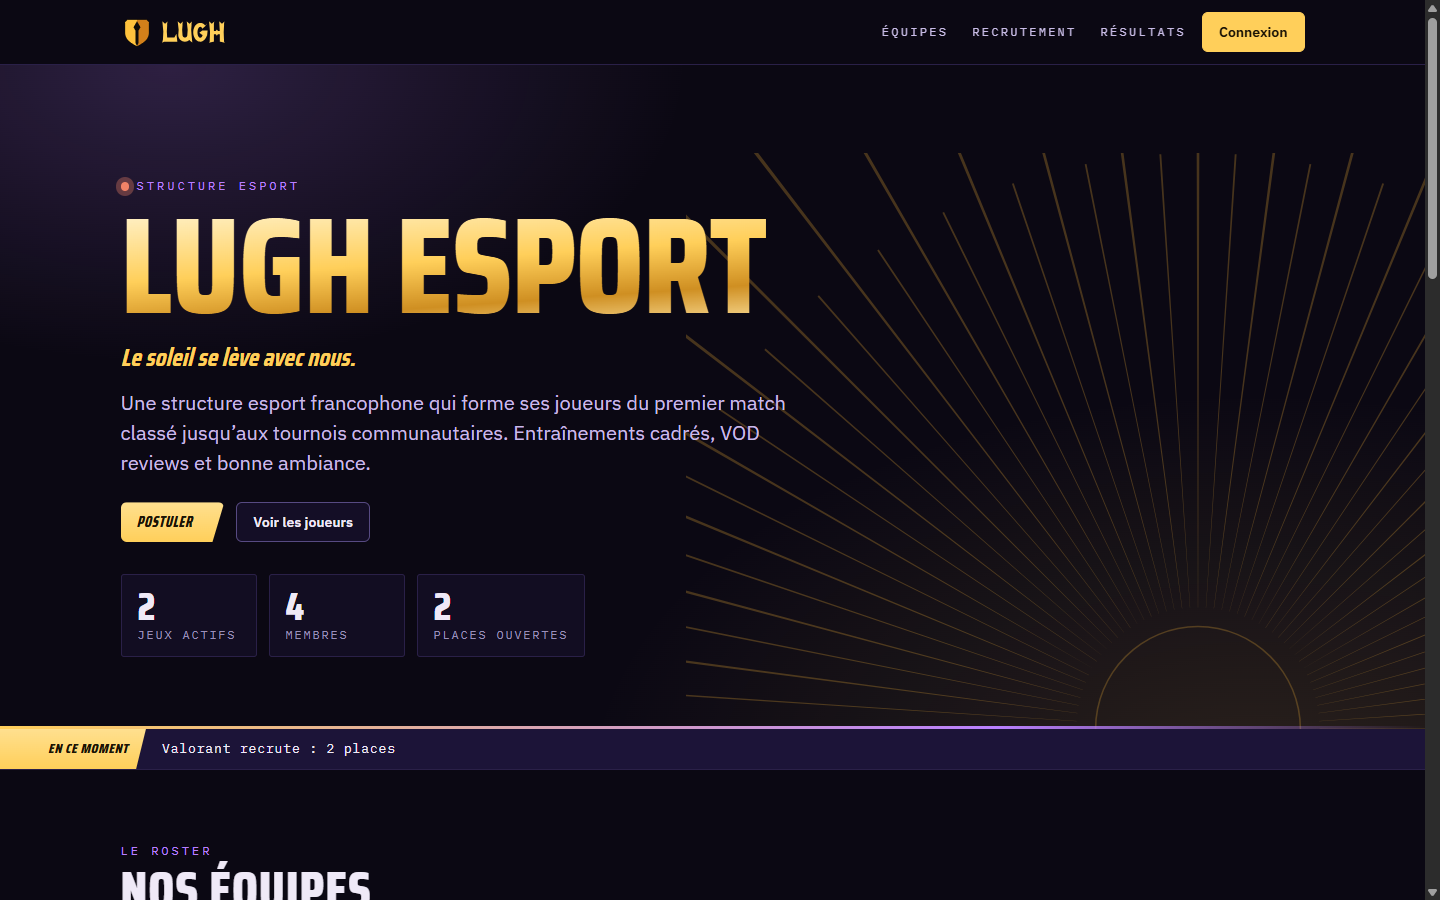 LUGH
ÉQUIPES
RECRUTEMENT
RÉSULTATS
Connexion
STRUCTURE ESPORT
LUGH ESPORT
Le soleil se lève avec nous.
Une structure esport francophone qui forme ses joueurs du premier match
classé jusqu’aux tournois communautaires. Entraînements cadrés, VOD
reviews et bonne ambiance.
POSTULER
Voir les joueurs
2
JEUX ACTIFS
4
MEMBRES
2
PLACES OUVERTES
EN CE MOMENT
Valorant recrute : 2 places
LE ROSTER
NOS ÉQUIPES